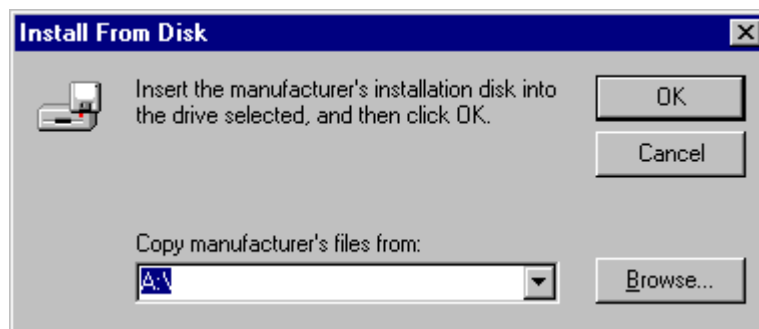 Install From Disk
Insert the manufacturer's installation disk into
the drive selected, and then click OK.
OK
Cancel
Copy manufacturer's files from:
A:\
Browse...